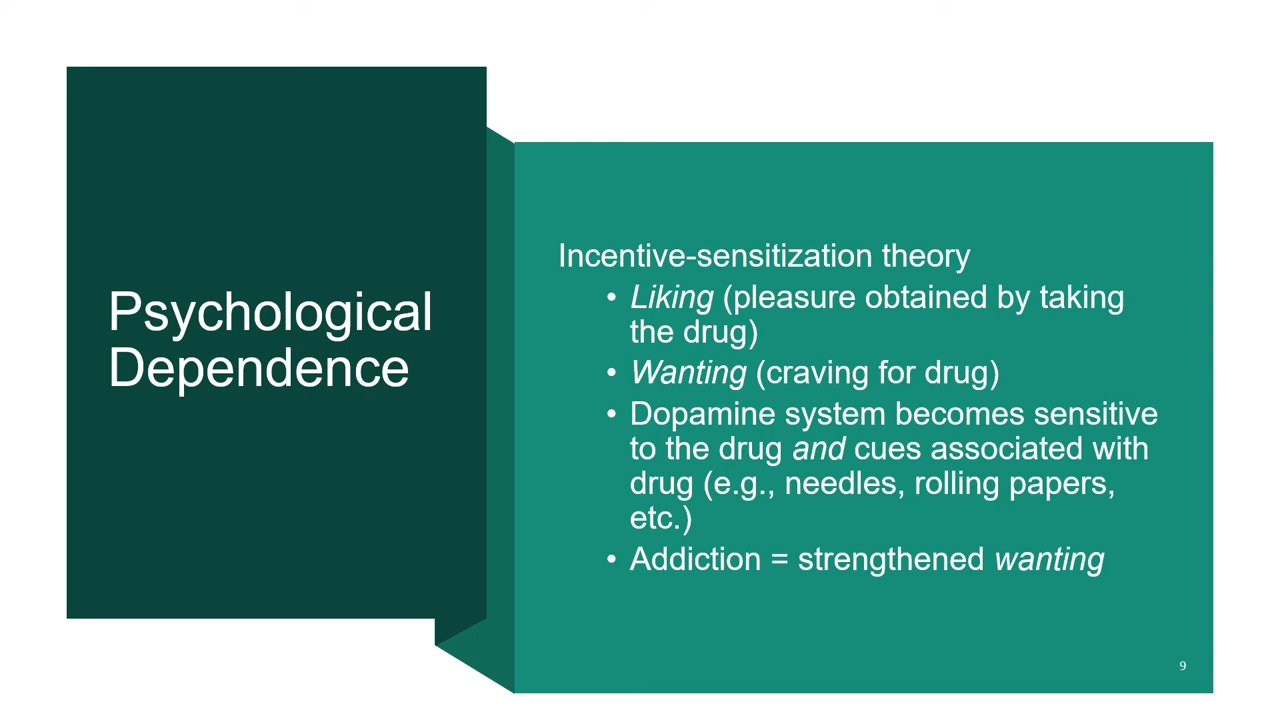 Psychological
Dependence
Incentive-sensitization theory
• Liking (pleasure obtained by taking
the drug)
• Wanting (craving for drug)
• Dopamine system becomes sensitive
to the drug and cues associated with
drug (e.g., needles, rolling papers,
etc.)
• Addiction = strengthened wanting
9